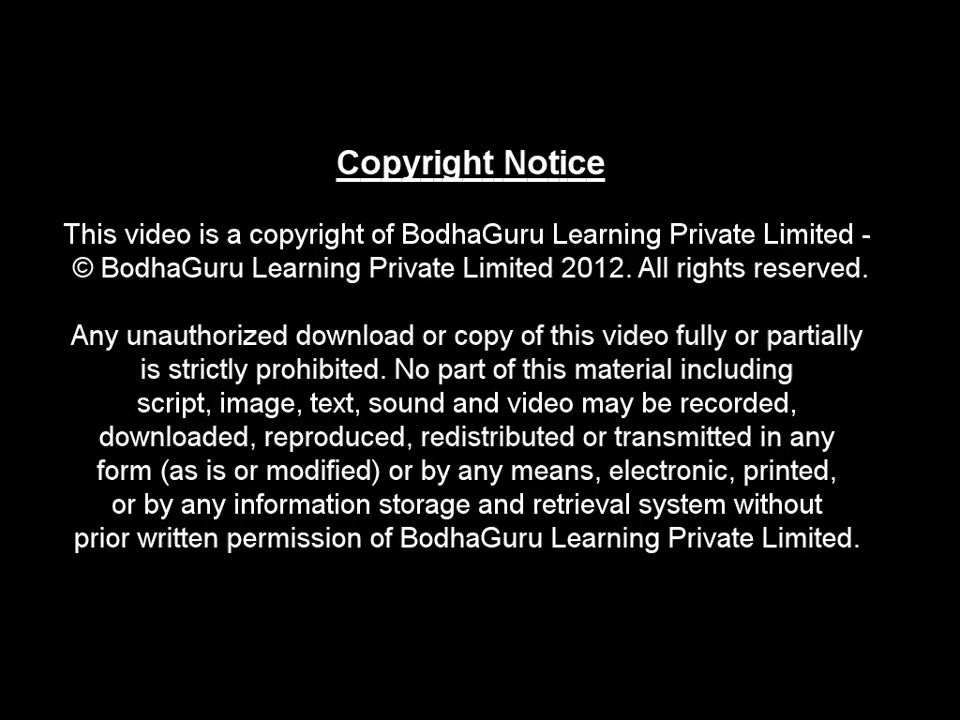 Copyright Notice
This video is a copyright of BodhaGuru Learning Private Limited -
© BodhaGuru Learning Private Limited 2012. All rights reserved.
Any unauthorized download or copy of this video fully or partially
is strictly prohibited. No part of this material including
script, image, text, sound and video may be recorded,
downloaded, reproduced, redistributed or transmitted in any
form (as is or modified) or by any means, electronic, printed,
or by any information storage and retrieval system without
prior written permission of BodhaGuru Learning Private Limited.